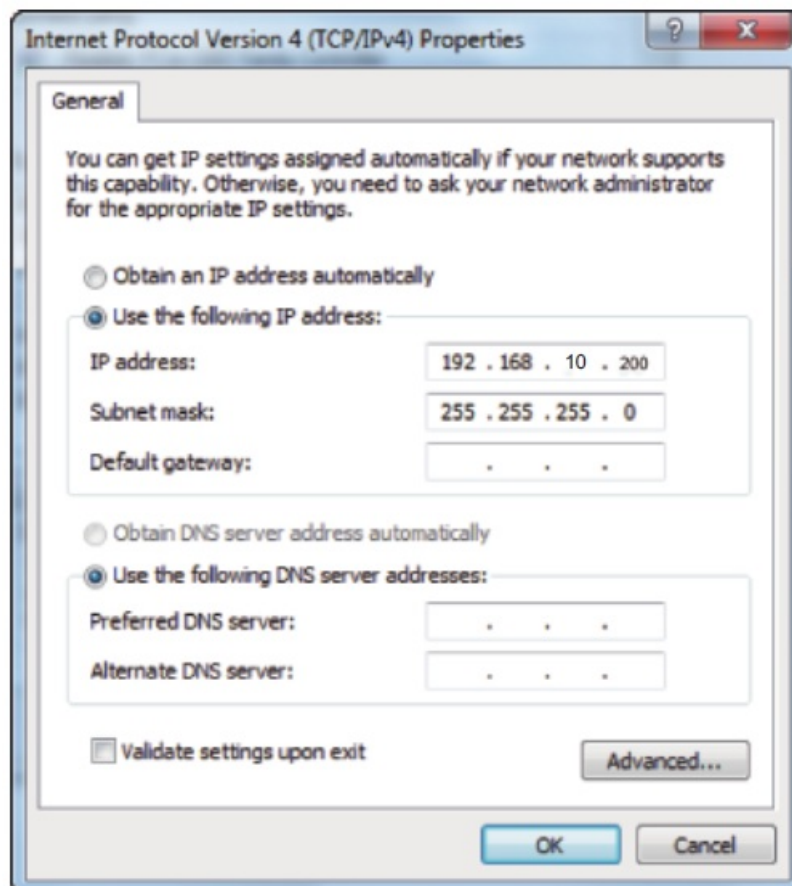 Internet Protocol Version 4 (TCP/IPv4) Properties
General
You can get IP settings assigned automatically if your network supports
this capability. Otherwise, you need to ask your network administrator
for the appropriate IP settings.
Obtain an IP address automatically
Use the following IP address:
IP address: 192 . 168 . 10 . 200
Subnet mask: 255 . 255 . 255 . 0
Default gateway: . . .
Obtain DNS server address automatically
Use the following DNS server addresses:
Preferred DNS server: . . .
Alternate DNS server: . . .
Validate settings upon exit
Advanced...
OK Cancel